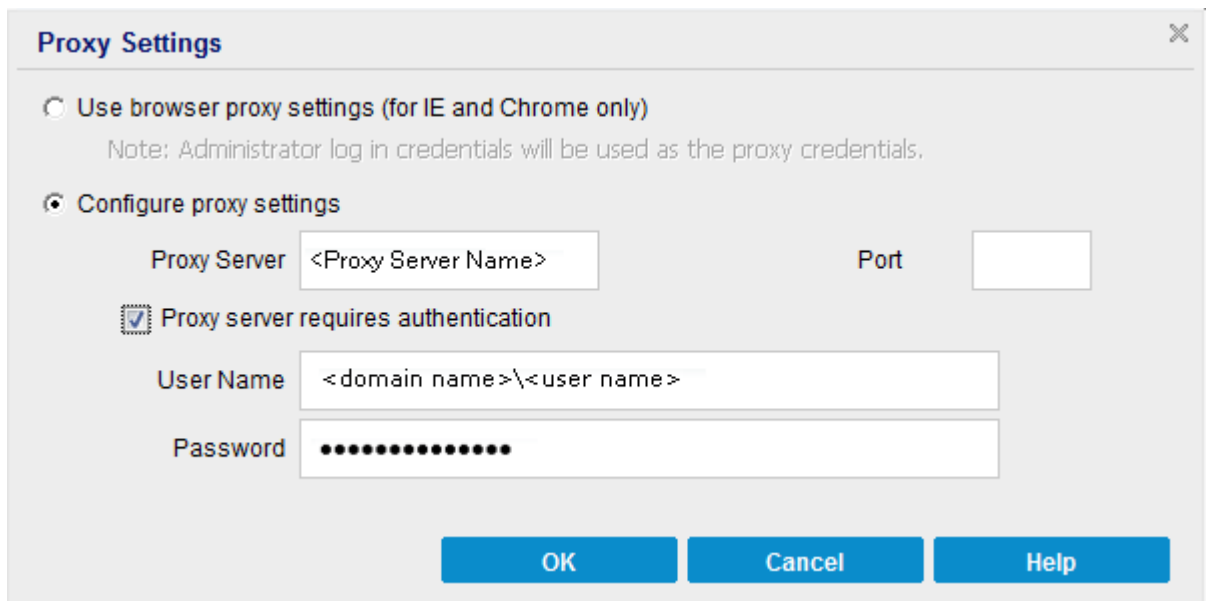 Proxy Settings
Use browser proxy settings (for IE and Chrome only)
Note: Administrator log in credentials will be used as the proxy credentials.
Configure proxy settings
Proxy Server <Proxy Server Name> Port
Proxy server requires authentication
User Name <domain name>\<user name>
Password ••••••••••••••
OK Cancel Help